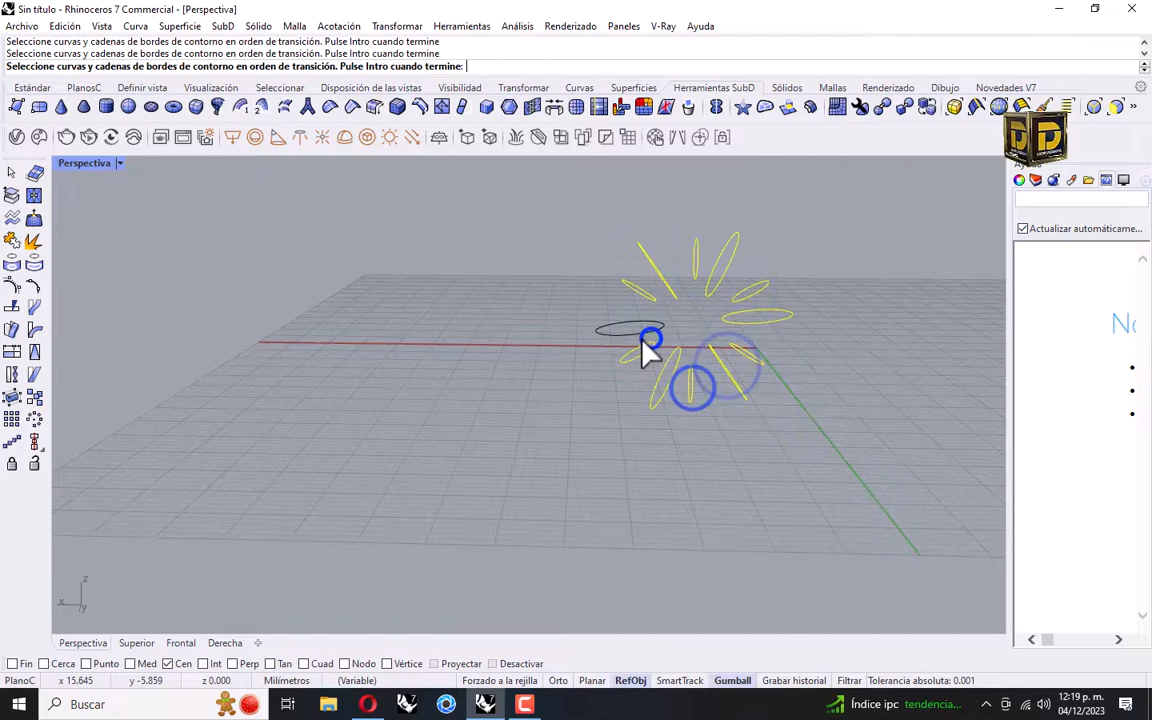 Sin título - Rhinoceros 7 Commercial - [Perspectiva]
Archivo Edición Vista Curva Superficie SubD Sólido Malla Acotación Transformar Herramientas Análisis Renderizado Paneles V-Ray Ayuda
Seleccione curvas y cadenas de bordes de contorno en orden de transición. Pulse Intro cuando termine
Seleccione curvas y cadenas de bordes de contorno en orden de transición. Pulse Intro cuando termine
Seleccione curvas y cadenas de bordes de contorno en orden de transición. Pulse Intro cuando termine:
Estándar PlanosC Definir vista Visualización Seleccionar Disposición de las vistas Visibilidad Transformar Curvas Superficies Herramientas SubD Sólidos Mallas Renderizado Dibujo Novedades V7
Perspectiva
Actualizar automáticame...
z
x
y
Perspectiva Superior Frontal Derecha
Fin Cerca Punto Med Cen Int Perp Tan Cuad Nodo Vértice Proyectar Desactivar
PlanoC x 15.645 y -5.859 z 0.000 Milímetros (Variable) Forzado a la rejilla Orto Planar RefObj SmartTrack Gumball Grabar historial Filtrar Tolerancia absoluta: 0.001
Buscar Índice ipc tendencia... 12:19 p. m.
04/12/2023